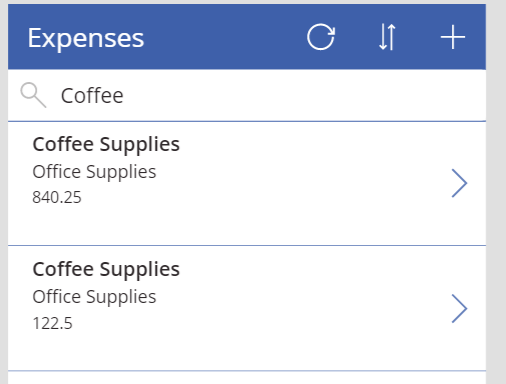 Expenses
Coffee
Coffee Supplies
Office Supplies
840.25
Coffee Supplies
Office Supplies
122.5